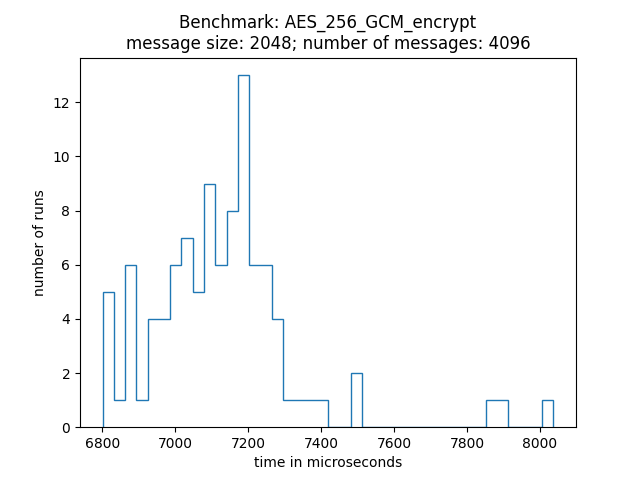 Benchmark: AES_256_GCM_encrypt
message size: 2048; number of messages: 4096
number of runs
12
10
8
6
4
2
0
6800 7000 7200 7400 7600 7800 8000
time in microseconds